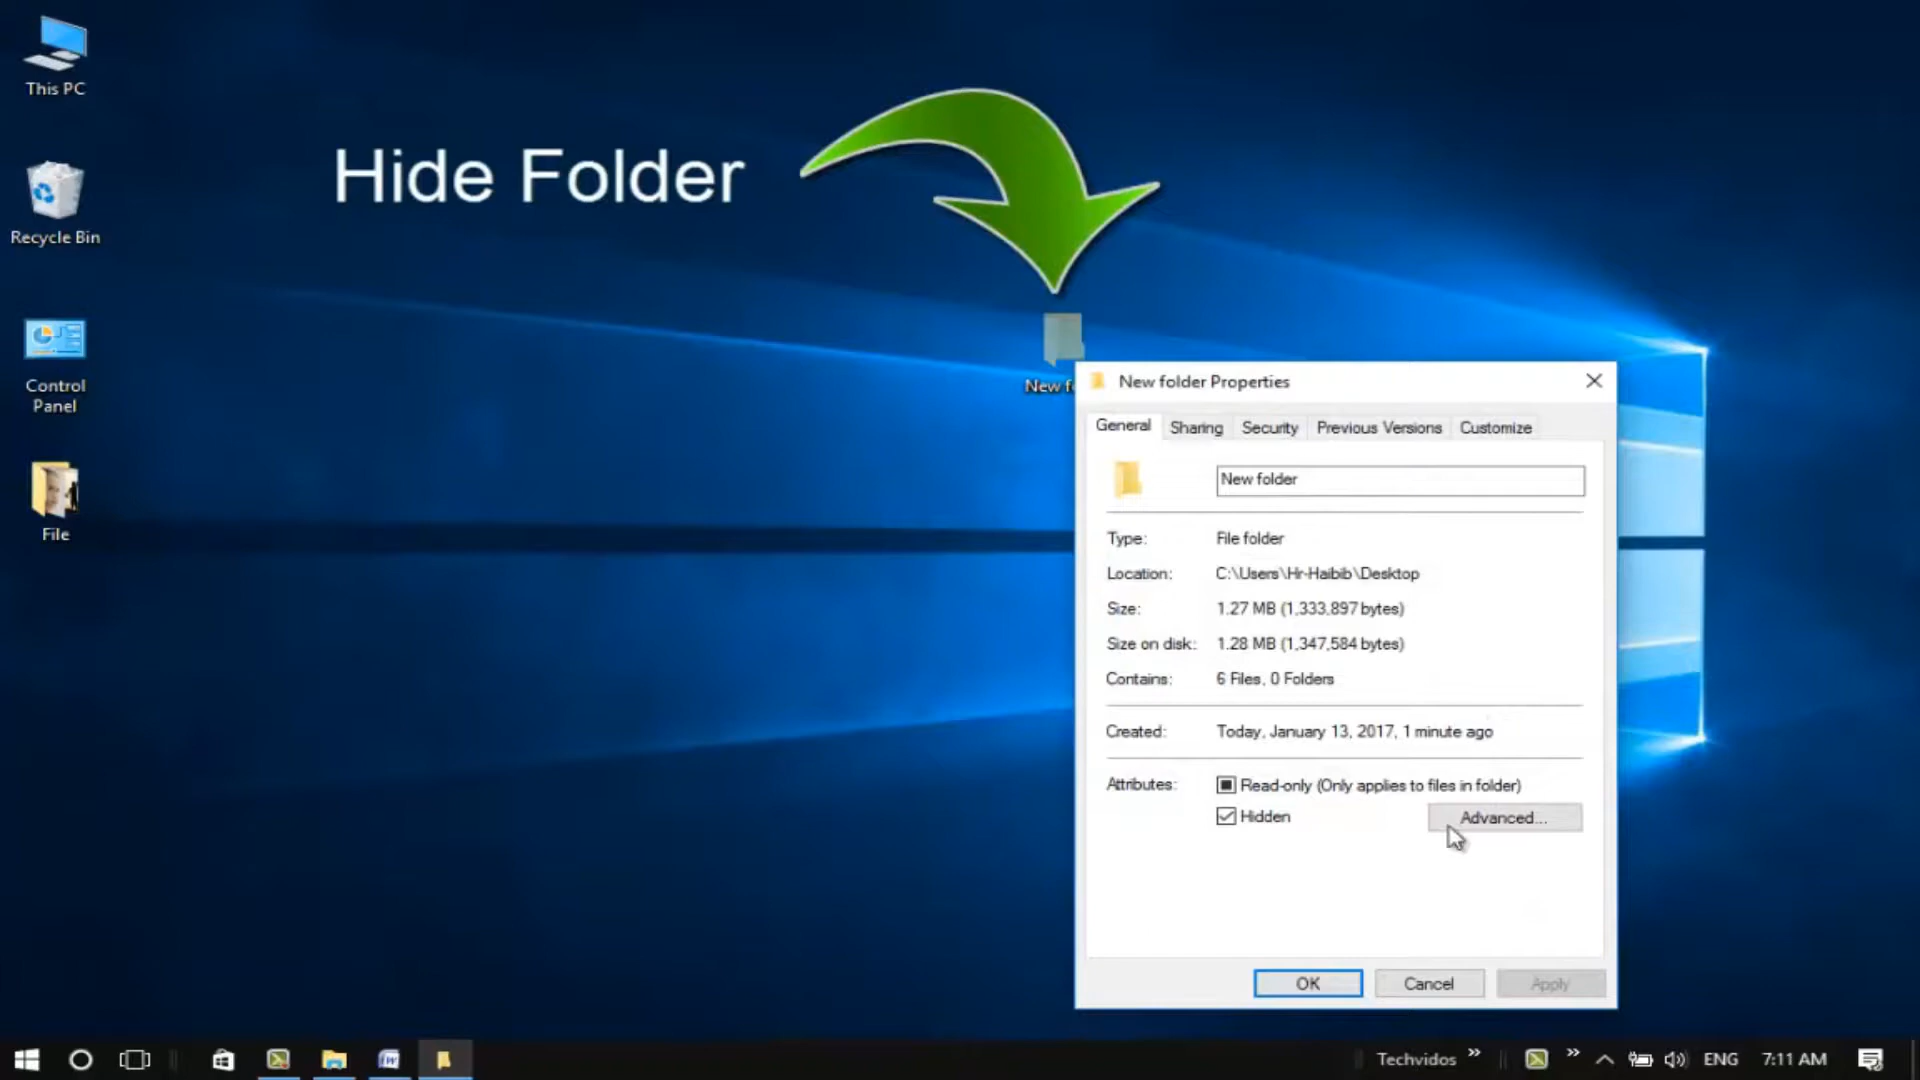 This PC
Hide Folder
Recycle Bin
Control
Panel
File
New f
New folder Properties
General Sharing Security Previous Versions Customize
New folder
Type: File folder
Location: C:\Users\Hr-Haibib\Desktop
Size: 1.27 MB (1,333,897 bytes)
Size on disk: 1.28 MB (1,347,584 bytes)
Contains: 6 Files, 0 Folders
Created: Today, January 13, 2017, 1 minute ago
Attributes: Read-only (Only applies to files in folder)
Hidden Advanced...
OK Cancel Apply
Techvidos ENG 7:11 AM